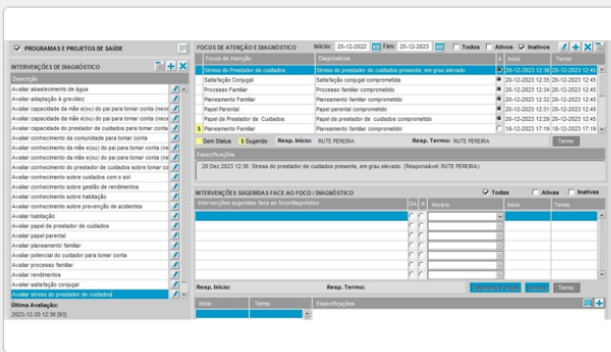 PROGRAMAS E PROJETOS DE SAÚDE
INTERVENÇÕES DE DIAGNÓSTICO
Descrição
Avaliar abastecimento de água
Avaliar adaptação à gravidez
Avaliar capacidade da mãe e(ou) do pai para tomar conta (nece
Avaliar capacidade da mãe e(ou) do pai para tomar conta (rece
Avaliar capacidade do prestador de cuidados para tomar conta
Avaliar conhecimento da comunidade para tomar conta
Avaliar conhecimento da mãe e(ou) do pai para tomar conta (ne
Avaliar conhecimento da mãe e(ou) do pai para tomar conta (re
Avaliar conhecimento do prestador de cuidados sobre tomar co
Avaliar conhecimento sobre cuidados com o sol
Avaliar conhecimento sobre gestão de rendimentos
Avaliar conhecimento sobre habitação
Avaliar conhecimento sobre prevenção de acidentes
Avaliar habitação
Avaliar papel de prestador de cuidados
Avaliar papel parental
Avaliar planeamento familiar
Avaliar potencial do cuidador para tomar conta
Avaliar processo familiar
Avaliar rendimentos
Avaliar satisfação conjugal
Avaliar stress do prestador de cuidados
Última Avaliação:
2023-12-20 12:36 [93]
FOCOS DE ATENÇÃO E DIAGNÓSTICO Início: 25-12-2022 Fim: 25-12-2023 Todos Ativos Inativos
Focos de Atenção Diagnósticos A Início Termo
Stress do Prestador de cuidados Stress do prestador de cuidados presente, em grau elevado 20-12-2023 12:36 20-12-2023 12:45
Satisfação Conjugal Satisfação conjugal comprometido 20-12-2023 12:35 20-12-2023 12:45
Processo Familiar Processo familiar comprometido 20-12-2023 12:34 20-12-2023 12:45
Planeamento Familiar Planeamento familiar comprometido 20-12-2023 12:32 20-12-2023 12:45
Papel Parental Papel parental comprometido 20-12-2023 12:31 20-12-2023 12:45
Papel de Prestador de Cuidados Papel de prestador de cuidados comprometido 20-12-2023 12:29 20-12-2023 12:45
S Planeamento Familiar Planeamento familiar comprometido 18-12-2023 17:19 18-12-2023 17:19
Sem Status S Sugerido Resp. Início: RUTE PEREIRA Resp. Termo: RUTE PEREIRA Termo
Especificações
20 Dez 2023 12:36 Stress do prestador de cuidados presente, em grau elevado (Responsável: RUTE PEREIRA)
INTERVENÇÕES SUGERIDAS FACE AO FOCO / DIAGNÓSTICO Todas Ativas Inativas
Intervenções sugeridas face ao foco/diagnóstico DA A Horário Início Termo
Resp. Início: Resp. Termo: Termo
Início Termo Especificações